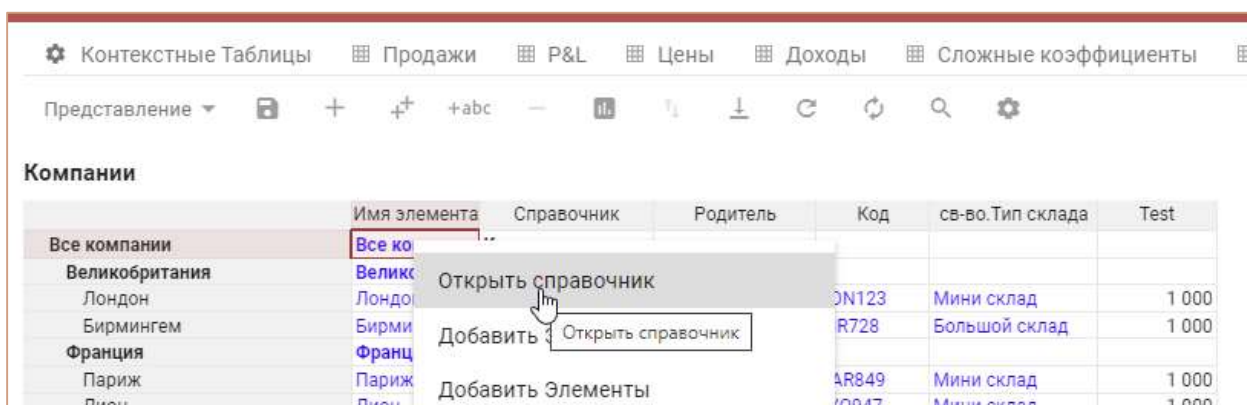 Контекстные Таблицы Продажи P&L Цены Доходы Сложные коэффициенты
Представление +abc
Компании
Имя элемента Справочник Родитель Код св-во.Тип склада Test
Все компании Все ко
Великобритания Велико
Лондон Лондо ON123 Мини склад 1 000
Бирмингем Бирми R728 Большой склад 1 000
Франция Франц
Париж Париж AR849 Мини склад 1 000
Открыть справочник
Добавить
Открыть справочник
Добавить Элементы